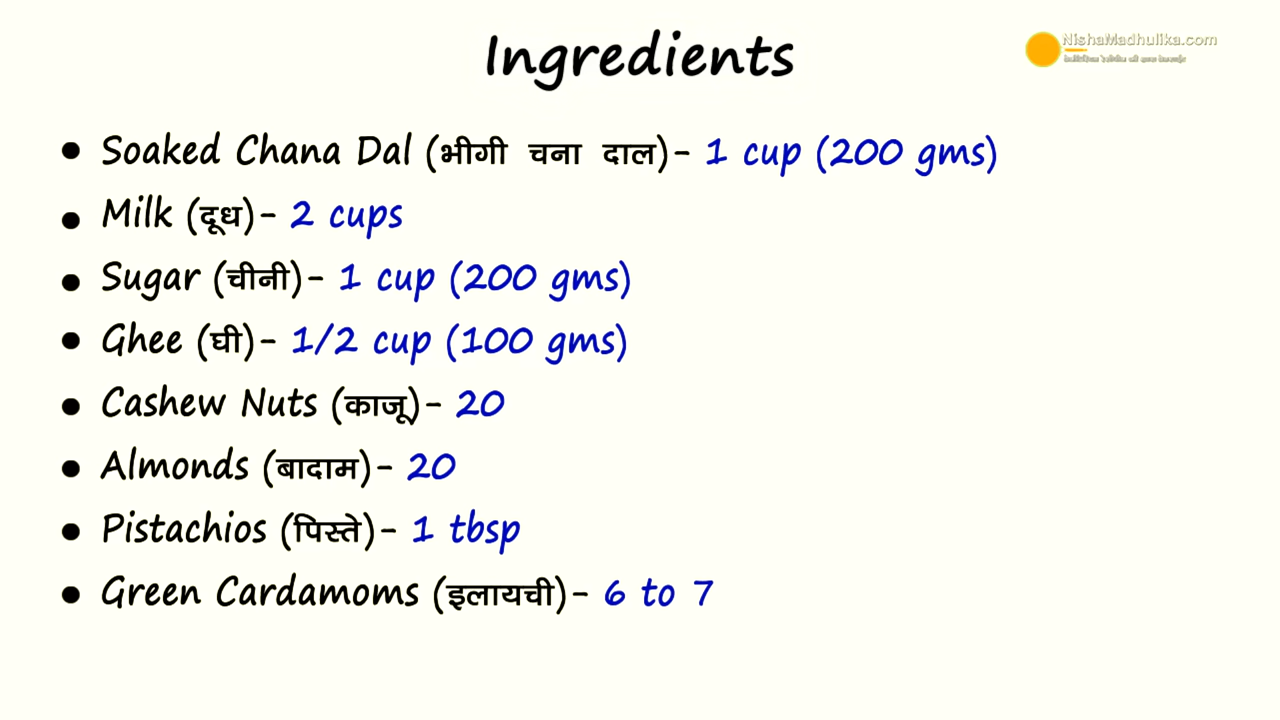 Ingredients
NishaMadhulika.com
• Soaked Chana Dal (भीगी चना दाल)- 1 cup (200 gms)
• Milk (दूध)- 2 cups
• Sugar (चीनी)- 1 cup (200 gms)
• Ghee (घी)- 1/2 cup (100 gms)
• Cashew Nuts (काजू)- 20
• Almonds (बादाम)- 20
• Pistachios (पिस्ते)- 1 tbsp
• Green Cardamoms (इलायची)- 6 to 7